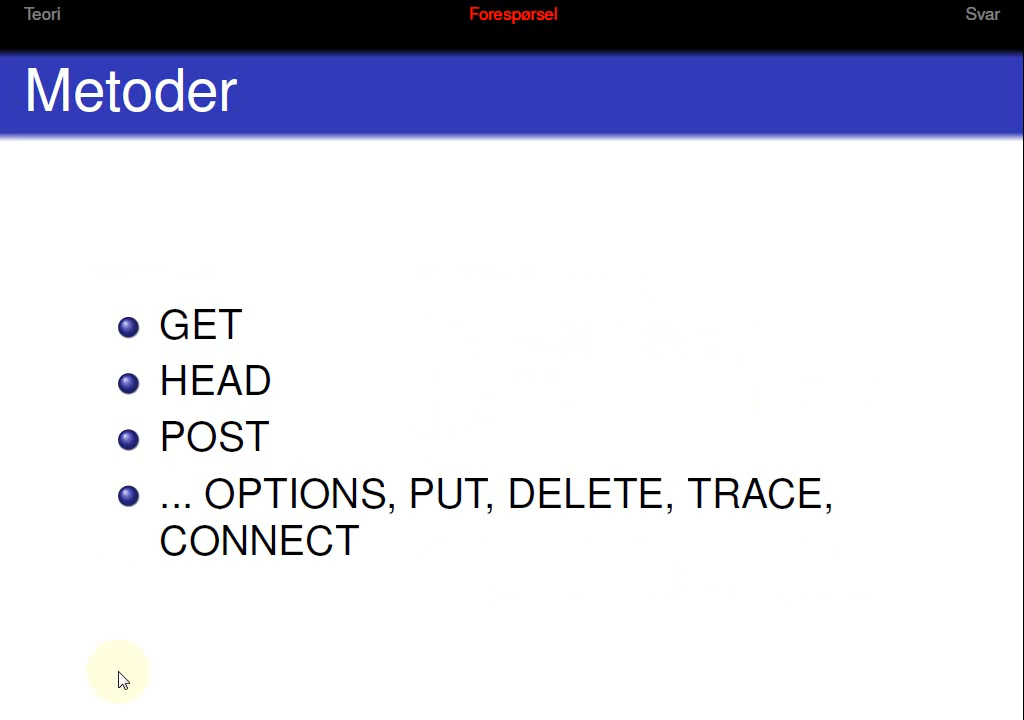 Teori Forespørsel Svar
Metoder
GET
HEAD
POST
... OPTIONS, PUT, DELETE, TRACE,
CONNECT